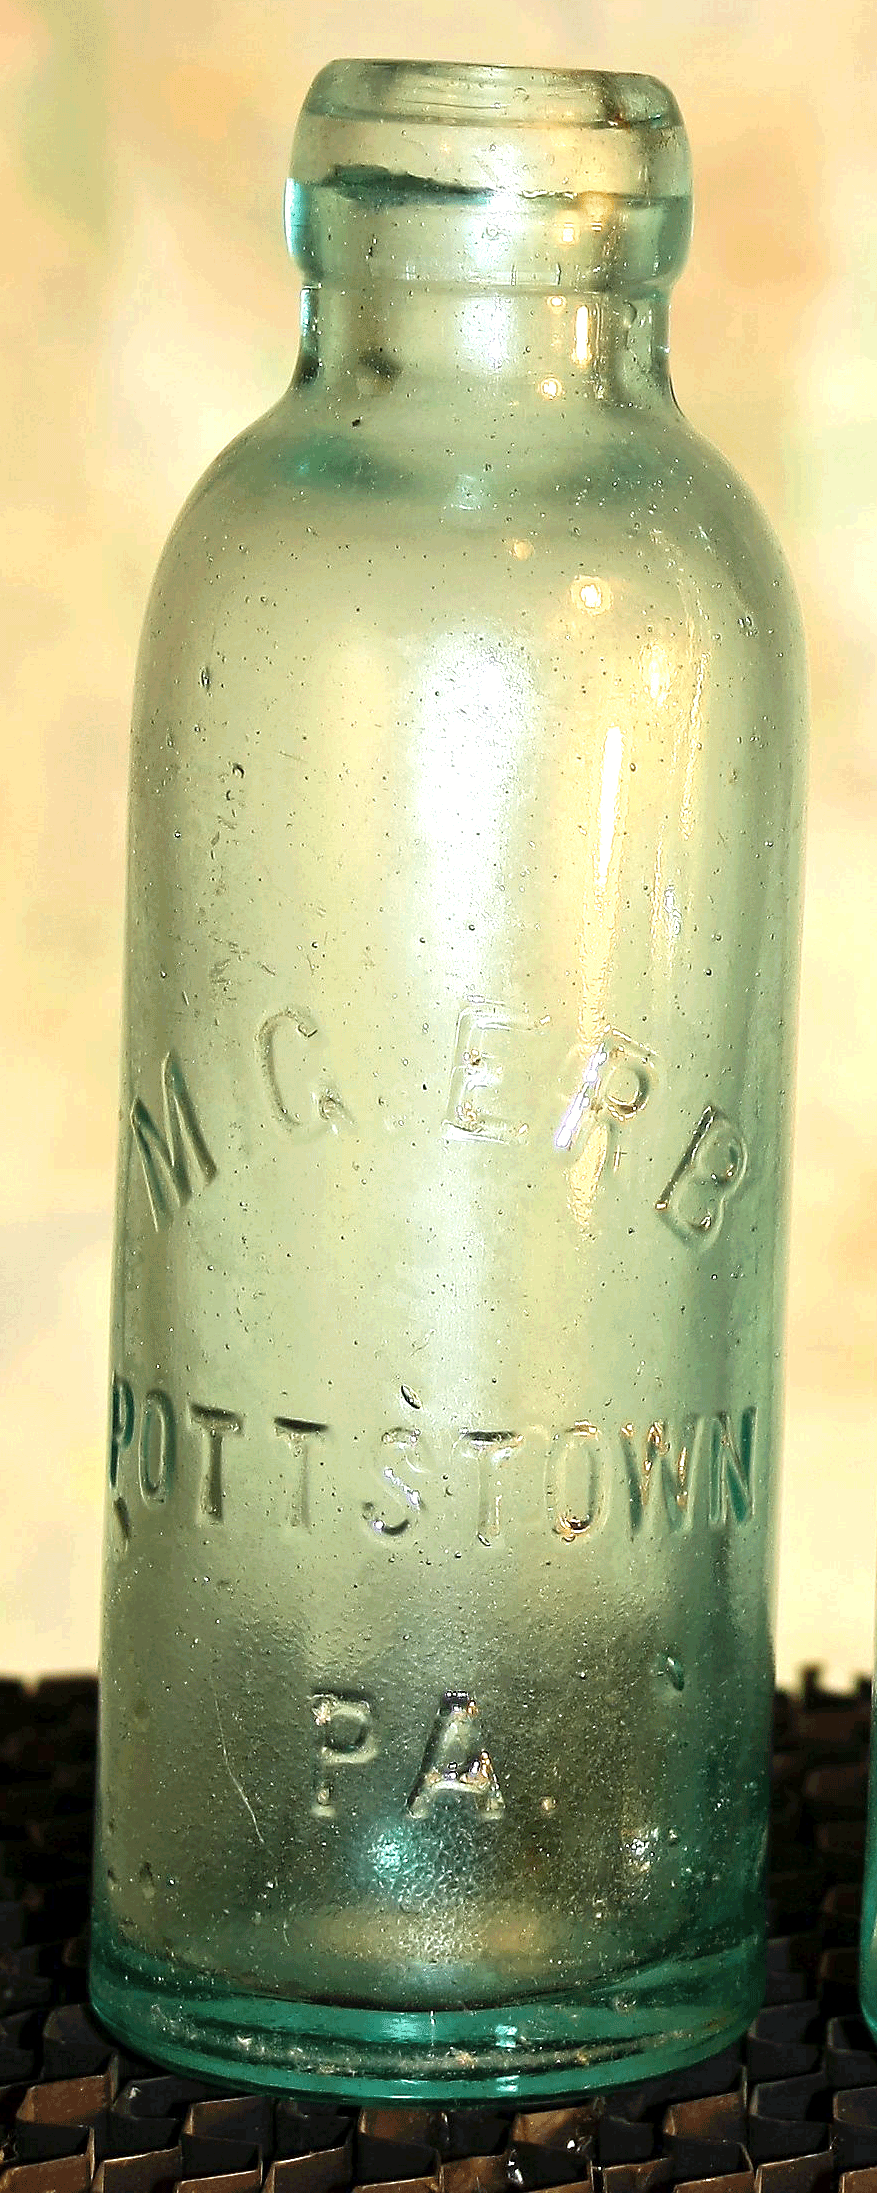 M. G. ERB
POTTSTOWN
PA.